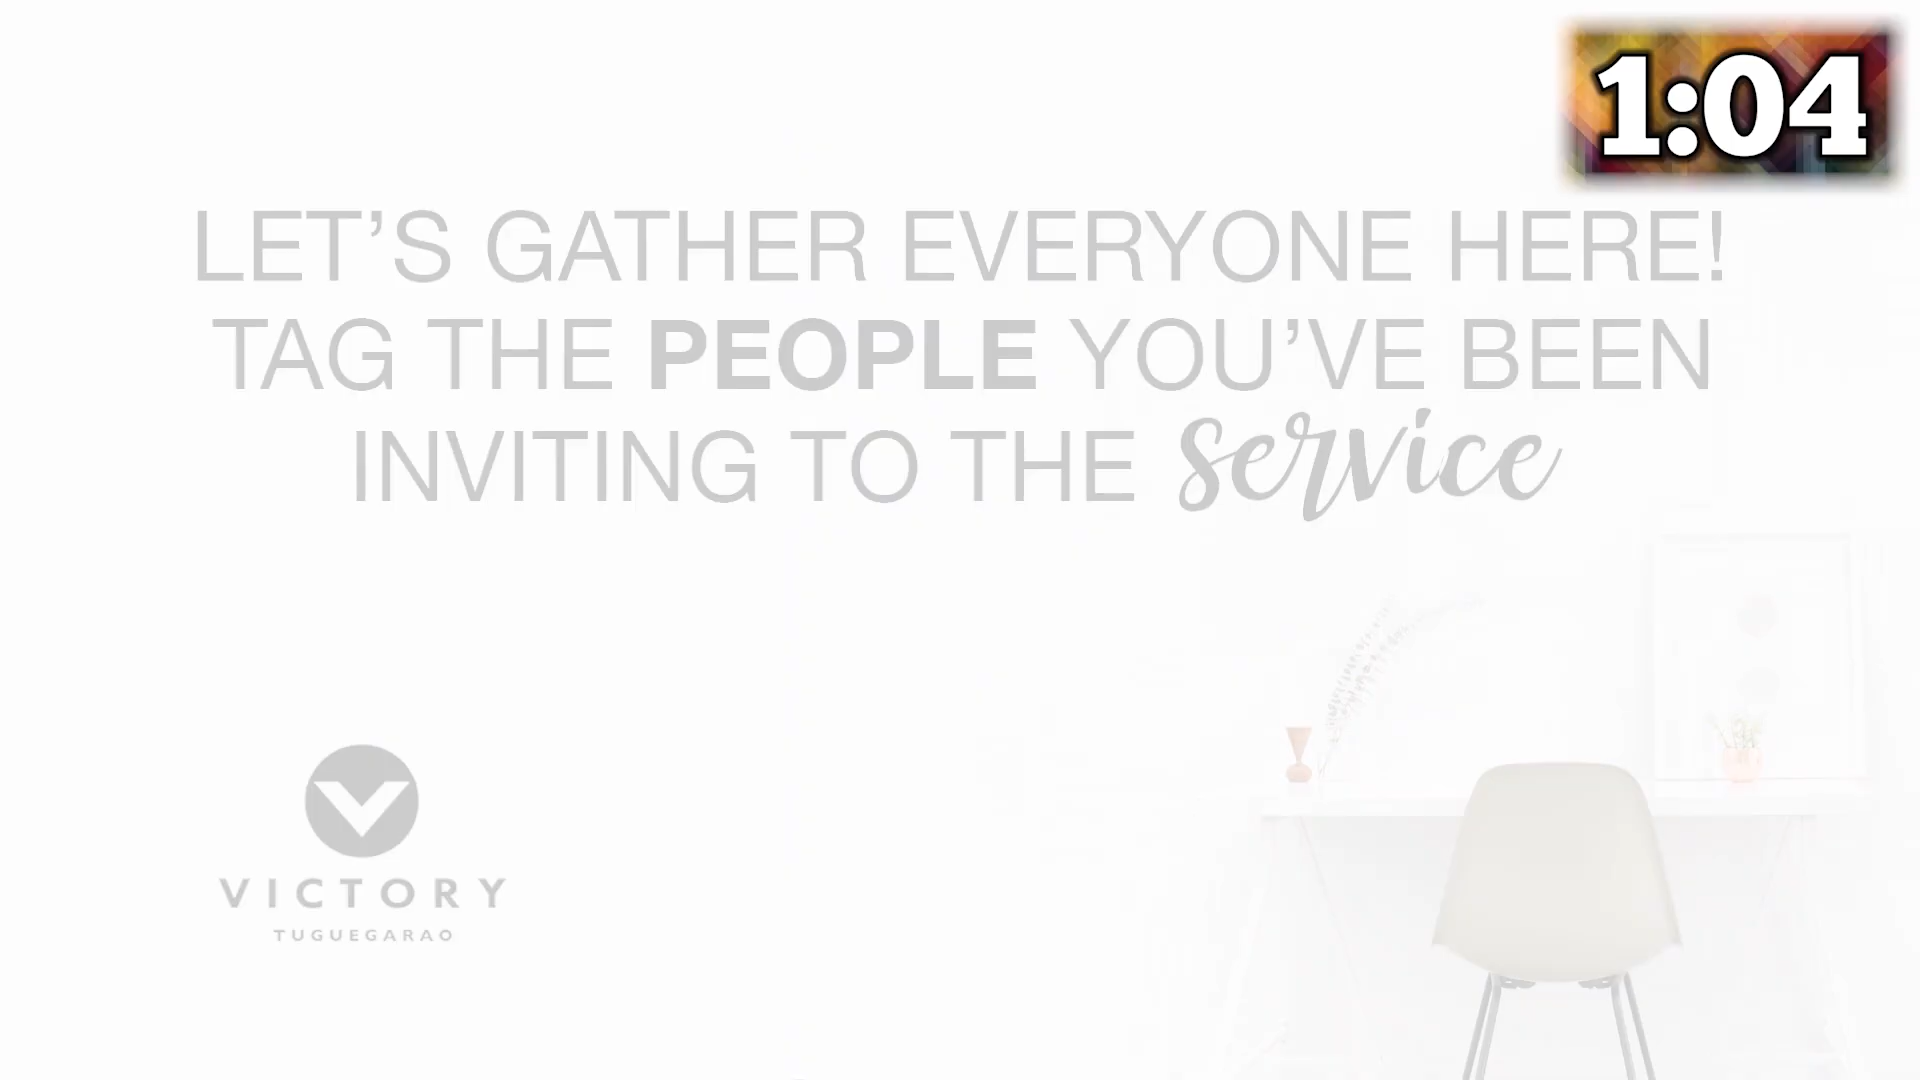 1:04
LET’S GATHER EVERYONE HERE!
TAG THE PEOPLE YOU’VE BEEN
INVITING TO THE service
VICTORY
TUGUEGARAO